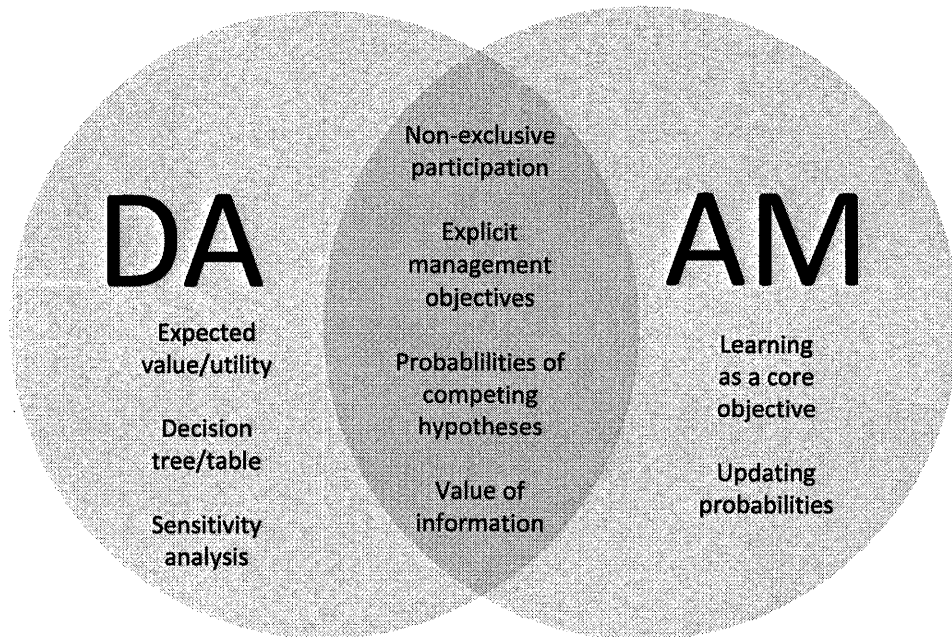 DA
Expected
value/utility
Decision
tree/table
Sensitivity
analysis
Non-exclusive
participation
Explicit
management
objectives
Probablilities of
competing
hypotheses
Value of
information
AM
Learning
as a core
objective
Updating
probabilities